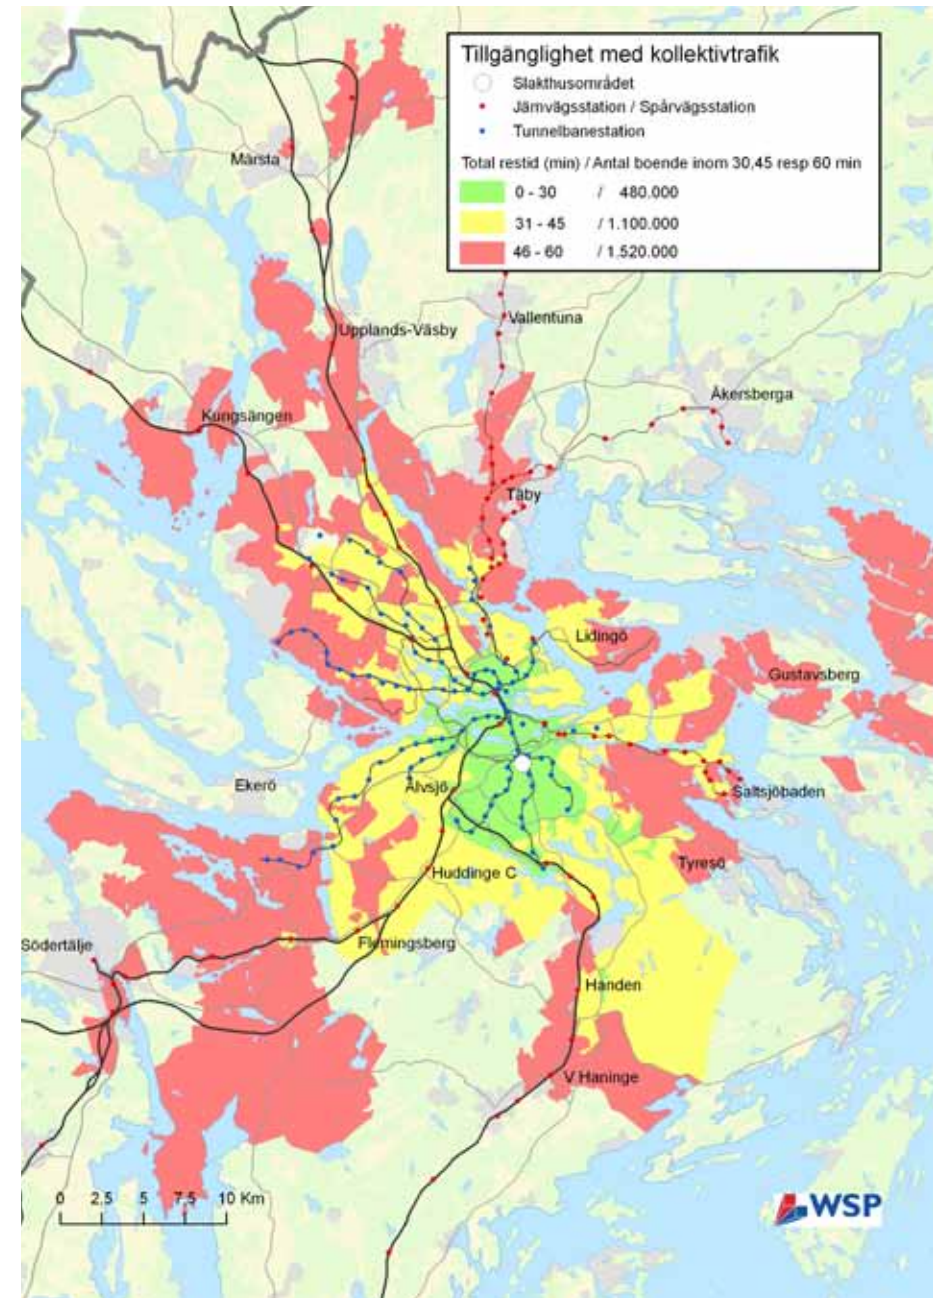 Tillgänglighet med kollektivtrafik
Slakthusområdet
Järnvägsstation / Spårvägsstation
Tunnelbanestation
Total restid (min) / Antal boende inom 30,45 resp 60 min
0 - 30 / 480.000
31 - 45 / 1.100.000
46 - 60 / 1.520.000
Märsta
Vallentuna
Upplands-Väsby
Åkersberga
Kungsängen
Täby
Lidingö
Gustavsberg
Ekerö
Älvsjö
Saltsjöbaden
Tyresö
Huddinge C
Södertälje
Flemingsberg
Handen
V Haninge
0 2,5 5 7,5 10 Km
WSP